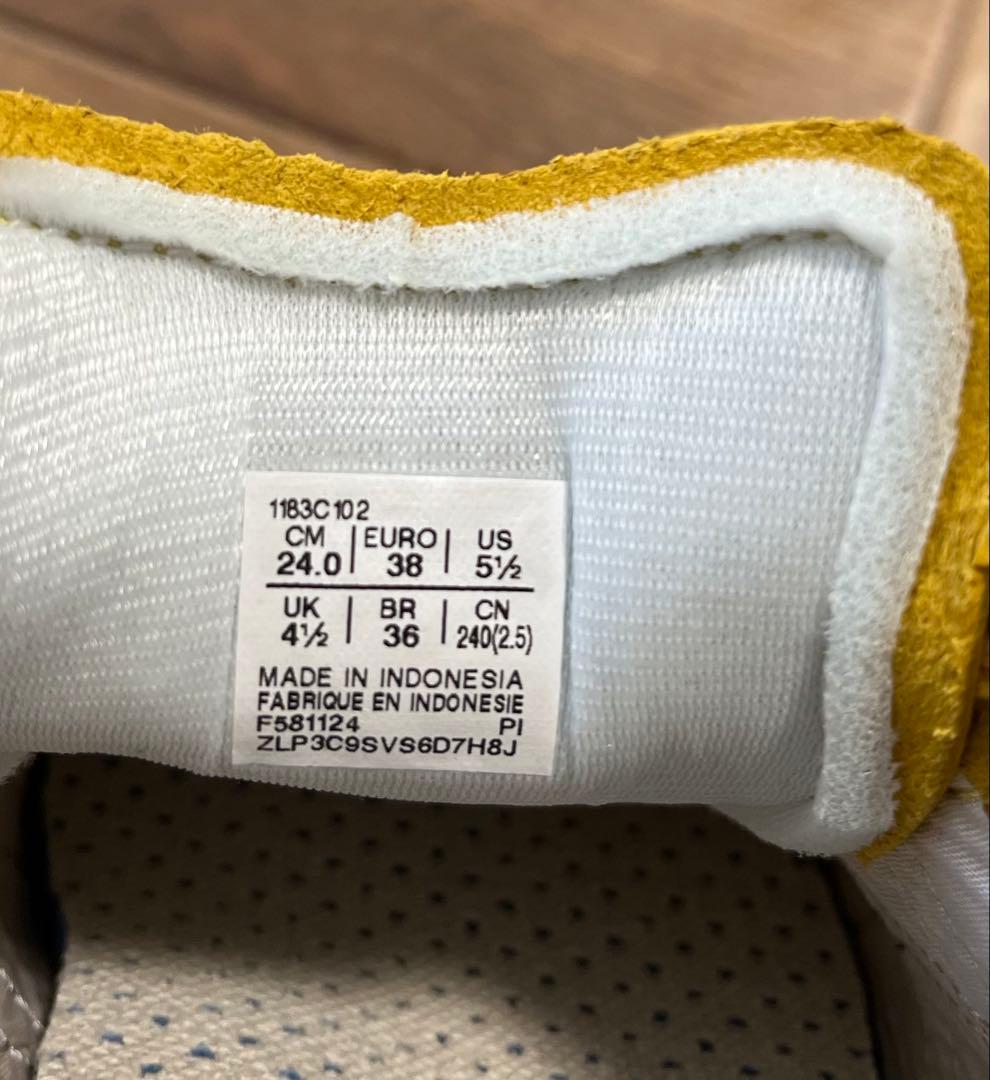 1183C102
CM | EURO | US
24.0 | 38 | 5½
UK | BR | CN
4½ | 36 | 240(2.5)
MADE IN INDONESIA
FABRIQUE EN INDONESIE
F581124 PI
ZLP3C9SVS6D7H8J